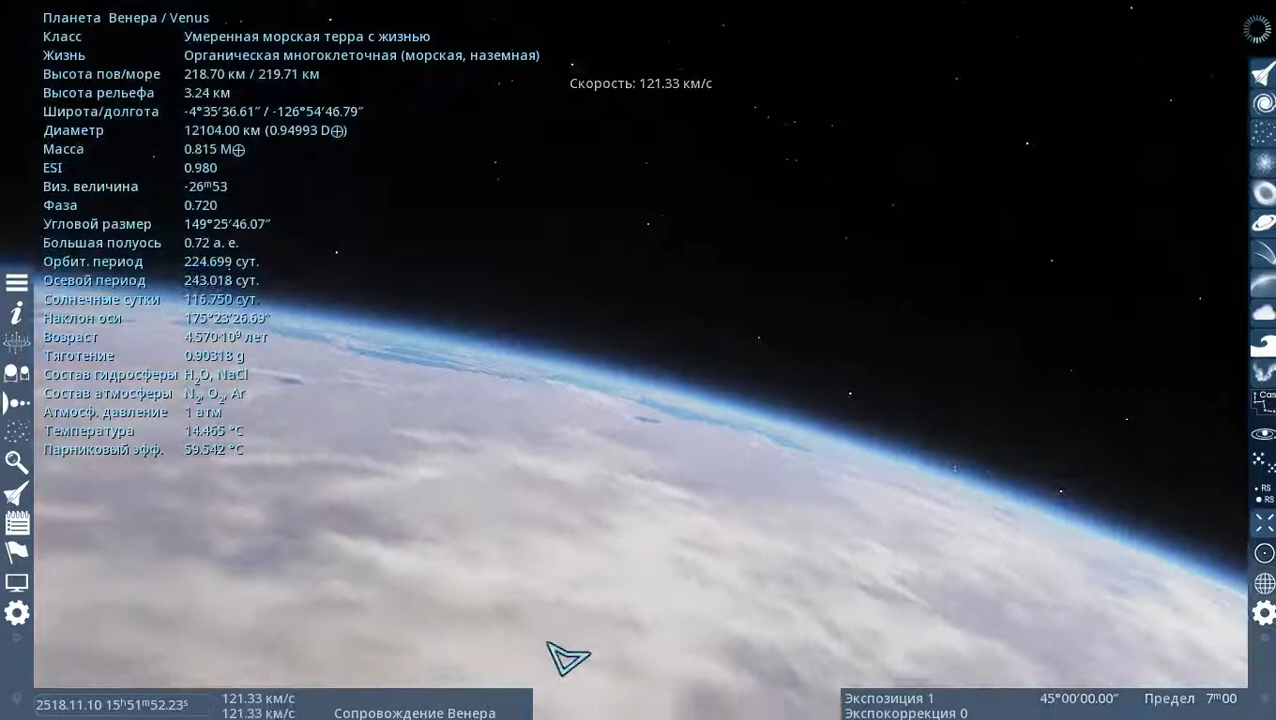 Планета Венера / Venus
Класс Умеренная морская терра с жизнью
Жизнь Органическая многоклеточная (морская, наземная)
Высота пов/море 218.70 км / 219.71 км
Скорость: 121.33 км/с
Высота рельефа 3.24 км
Широта/долгота -4°35′36.61″ / -126°54′46.79″
Диаметр 12104.00 км (0.94993 D⊕)
Масса 0.815 M⊕
ESI 0.980
Виз. величина -26ᵐ53
Фаза 0.720
Угловой размер 149°25′46.07″
Большая полуось 0.72 а. е.
Орбит. период 224.699 сут.
Осевой период 243.018 сут.
Солнечные сутки 116.750 сут.
Наклон оси 175°23′26.69″
Возраст 4.570·10⁹ лет
Тяготение 0.90318 g
Состав гидросферы H₂O, NaCl
Состав атмосферы N₂, O₂, Ar
Атмосф. давление 1 атм
Температура 14.465 °C
Парниковый эфф. 59.542 °C
Cas
RS
RS
2518.11.10 15ʰ51ᵐ52.23ˢ
121.33 км/с
121.33 км/с Сопровождение Венера
Экспозиция 1 45°00′00.00″ Предел 7ᵐ00
Экспокоррекция 0